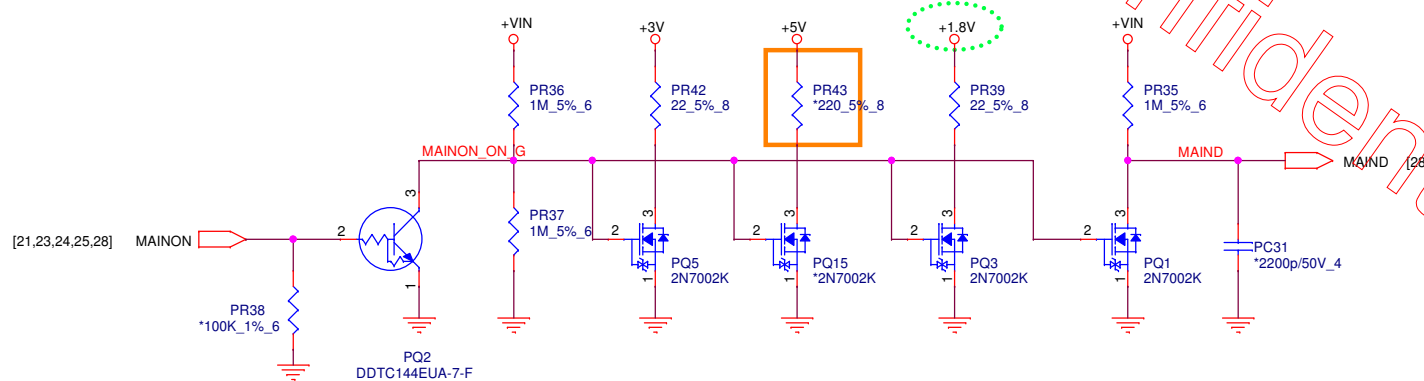 +VIN
+3V
+5V
+1.8V
+VIN
PR36
1M_5%_6
PR42
22_5%_8
PR43
*220_5%_8
PR39
22_5%_8
PR35
1M_5%_6
MAINON_ON_G
MAIND
MAIND [28
3
[21,23,24,25,28] MAINON
2
1
PR37
1M_5%_6
3
2
1
PQ5
2N7002K
3
2
1
PQ15
*2N7002K
3
2
1
PQ3
2N7002K
3
2
1
PQ1
2N7002K
PC31
*2200p/50V_4
PR38
*100K_1%_6
PQ2
DDTC144EUA-7-F